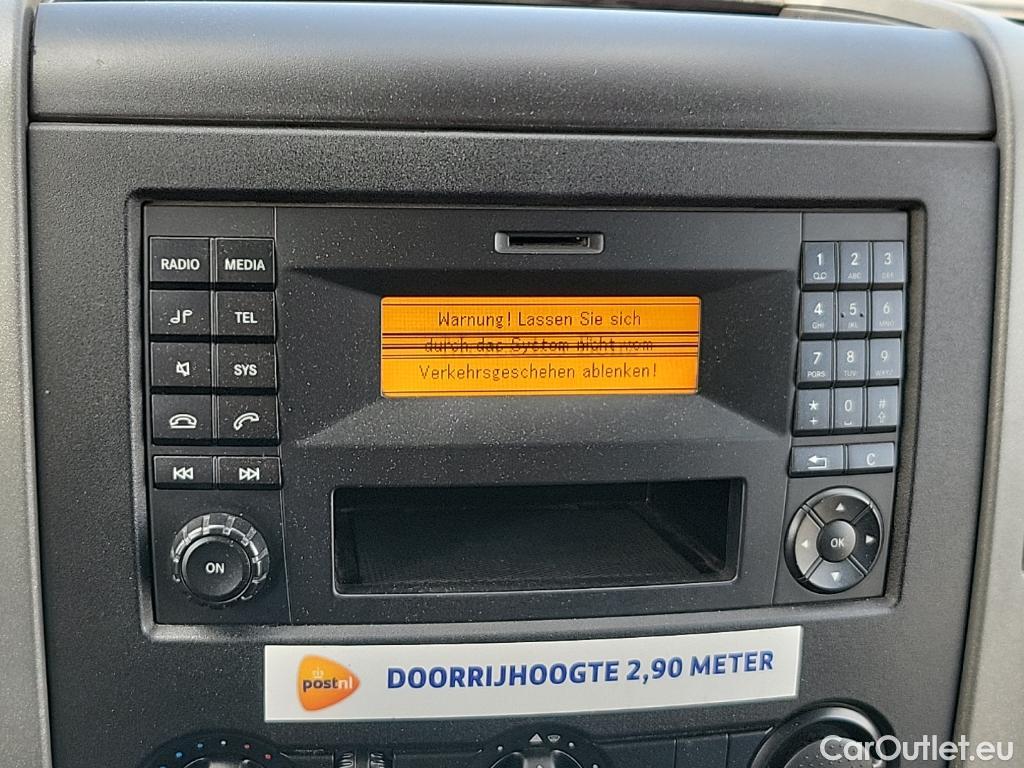 RADIO MEDIA
TEL
SYS
ON
Warnung! Lassen Sie sich
durch das System nicht vom
Verkehrsgeschehen ablenken!
1 2 ABC 3 DEF
4 GHI 5 JKL 6 MNO
7 PQRS 8 TUV 9 WXYZ
* + 0 #
C
OK
postnl DOORRIJHOOGTE 2,90 METER
CarOutlet.eu